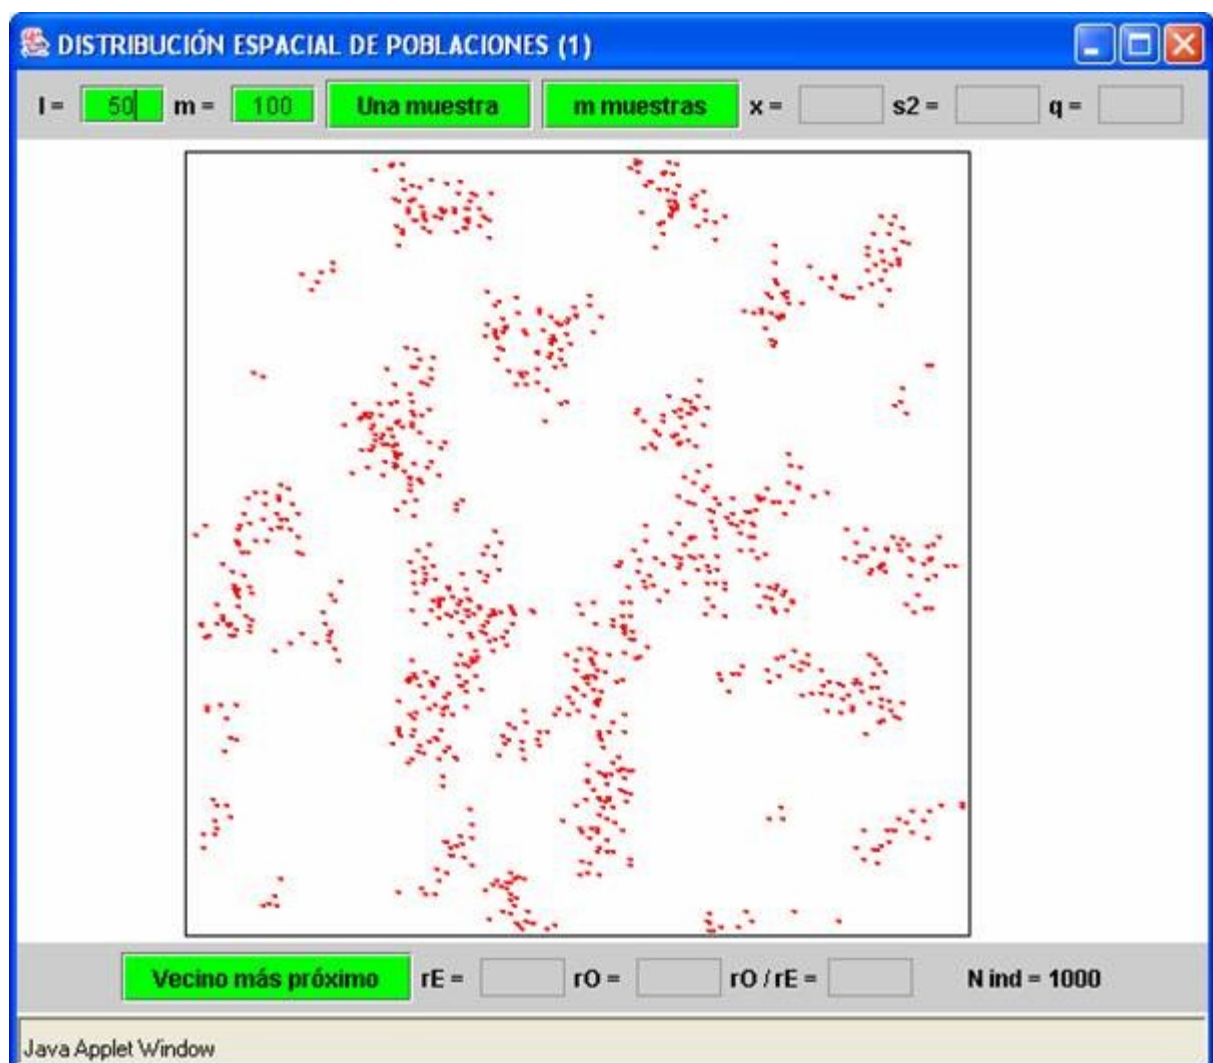 DISTRIBUCIÓN ESPACIAL DE POBLACIONES (1)
l = 50 m = 100 Una muestra m muestras x = s2 = q =
Vecino más próximo rE = rO = rO / rE = N ind = 1000
Java Applet Window